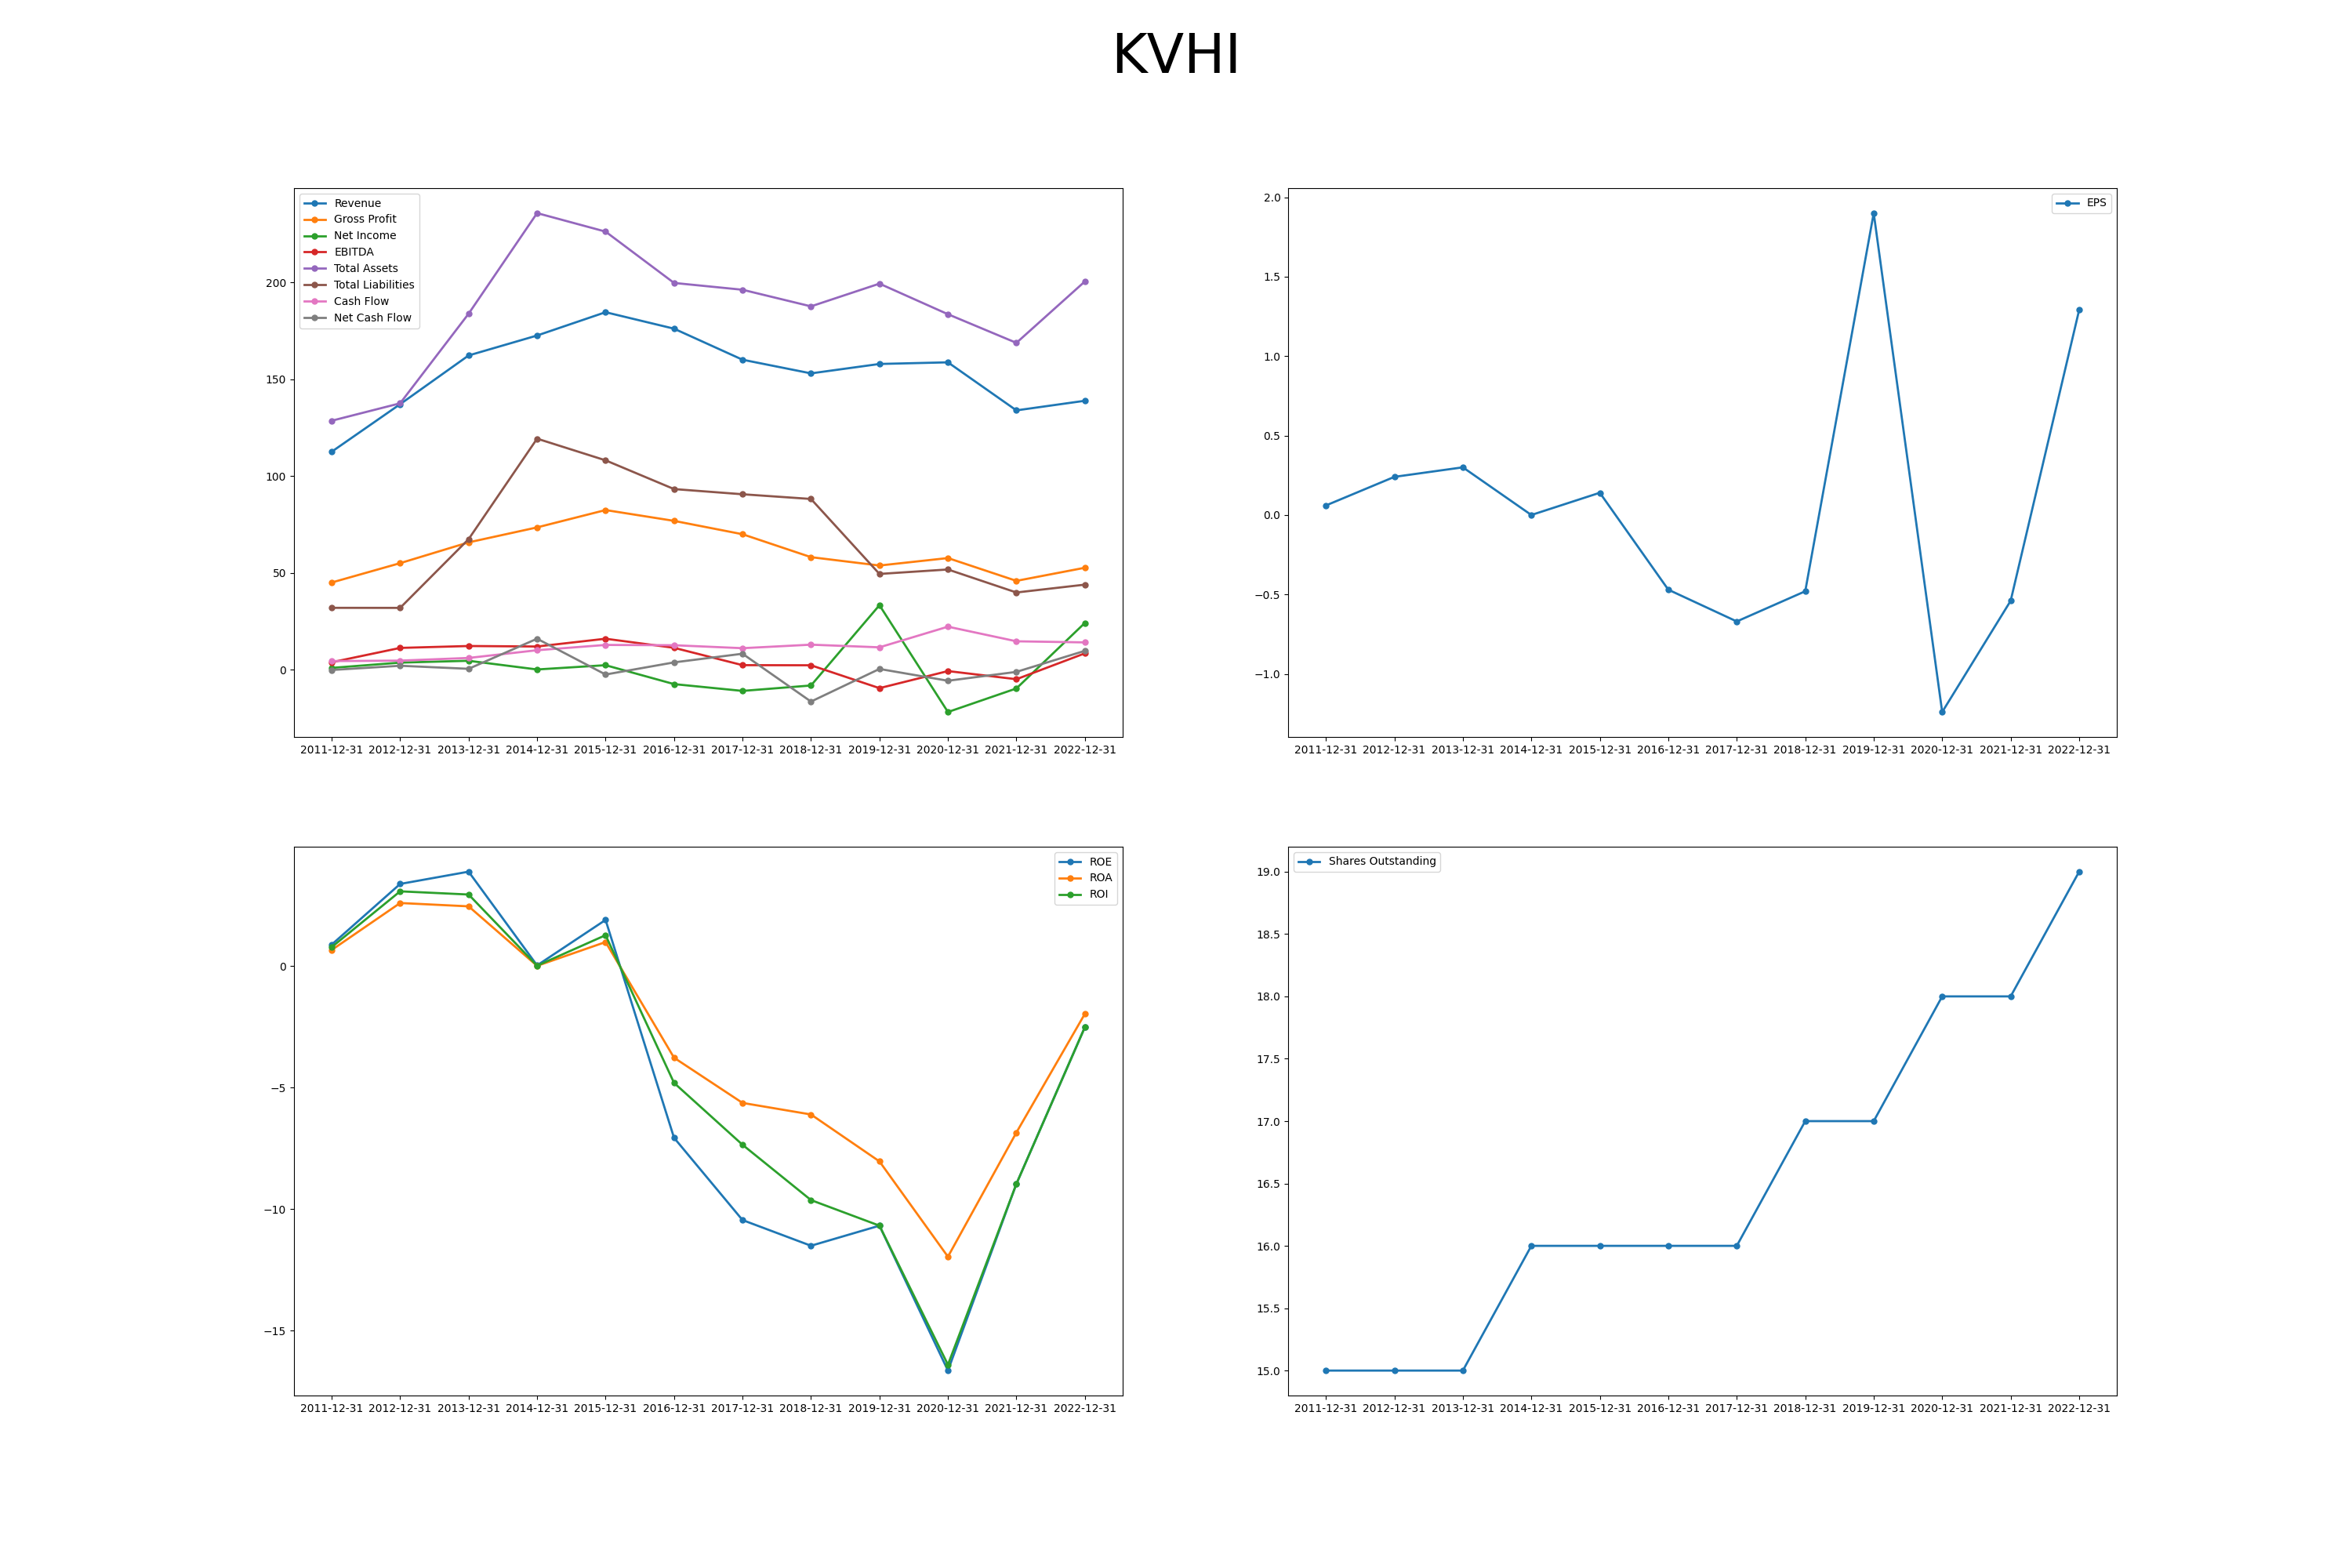 KVHI
Revenue
Gross Profit
Net Income
EBITDA
Total Assets
Total Liabilities
Cash Flow
Net Cash Flow
200
150
100
50
0
2011-12-31 2012-12-31 2013-12-31 2014-12-31 2015-12-31 2016-12-31 2017-12-31 2018-12-31 2019-12-31 2020-12-31 2021-12-31 2022-12-31
EPS
2.0
1.5
1.0
0.5
0.0
−0.5
−1.0
2011-12-31 2012-12-31 2013-12-31 2014-12-31 2015-12-31 2016-12-31 2017-12-31 2018-12-31 2019-12-31 2020-12-31 2021-12-31 2022-12-31
ROE
ROA
ROI
0
−5
−10
−15
2011-12-31 2012-12-31 2013-12-31 2014-12-31 2015-12-31 2016-12-31 2017-12-31 2018-12-31 2019-12-31 2020-12-31 2021-12-31 2022-12-31
Shares Outstanding
19.0
18.5
18.0
17.5
17.0
16.5
16.0
15.5
15.0
2011-12-31 2012-12-31 2013-12-31 2014-12-31 2015-12-31 2016-12-31 2017-12-31 2018-12-31 2019-12-31 2020-12-31 2021-12-31 2022-12-31